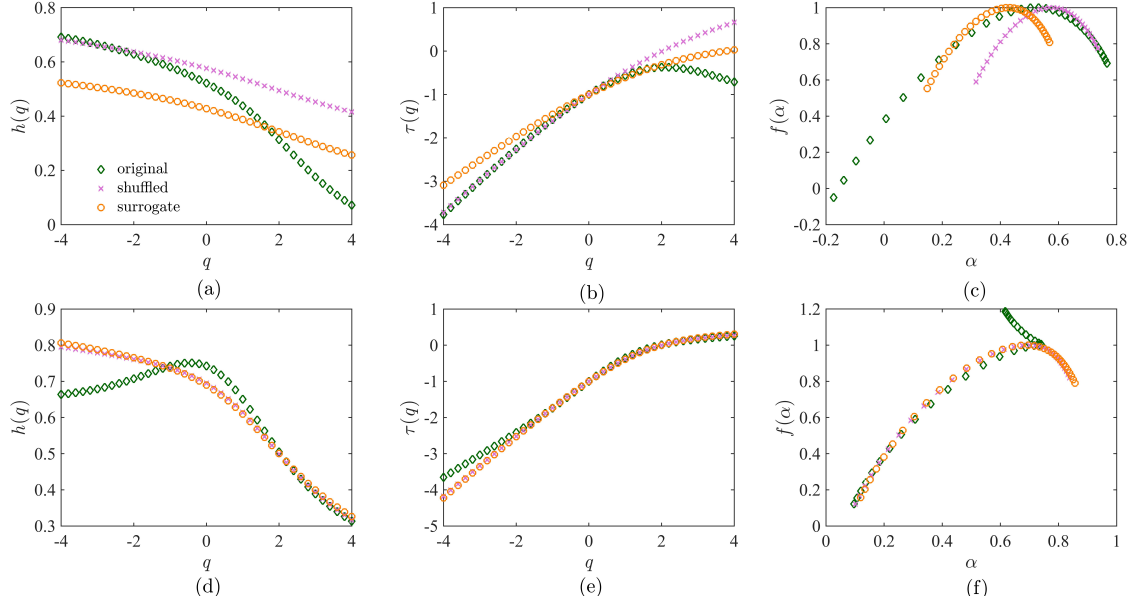 0.8
0.6
0.4
0.2
0
h(q)
original
shuffled
surrogate
-4 -2 0 2 4
q
(a)
1
0
-1
-2
-3
-4
τ(q)
-4 -2 0 2 4
q
(b)
1
0.8
0.6
0.4
0.2
0
-0.2
f(α)
-0.2 0 0.2 0.4 0.6 0.8
α
(c)
0.9
0.8
0.7
0.6
0.5
0.4
0.3
h(q)
-4 -2 0 2 4
q
(d)
1
0
-1
-2
-3
-4
-5
τ(q)
-4 -2 0 2 4
q
(e)
1.2
1
0.8
0.6
0.4
0.2
0
f(α)
0 0.2 0.4 0.6 0.8 1
α
(f)